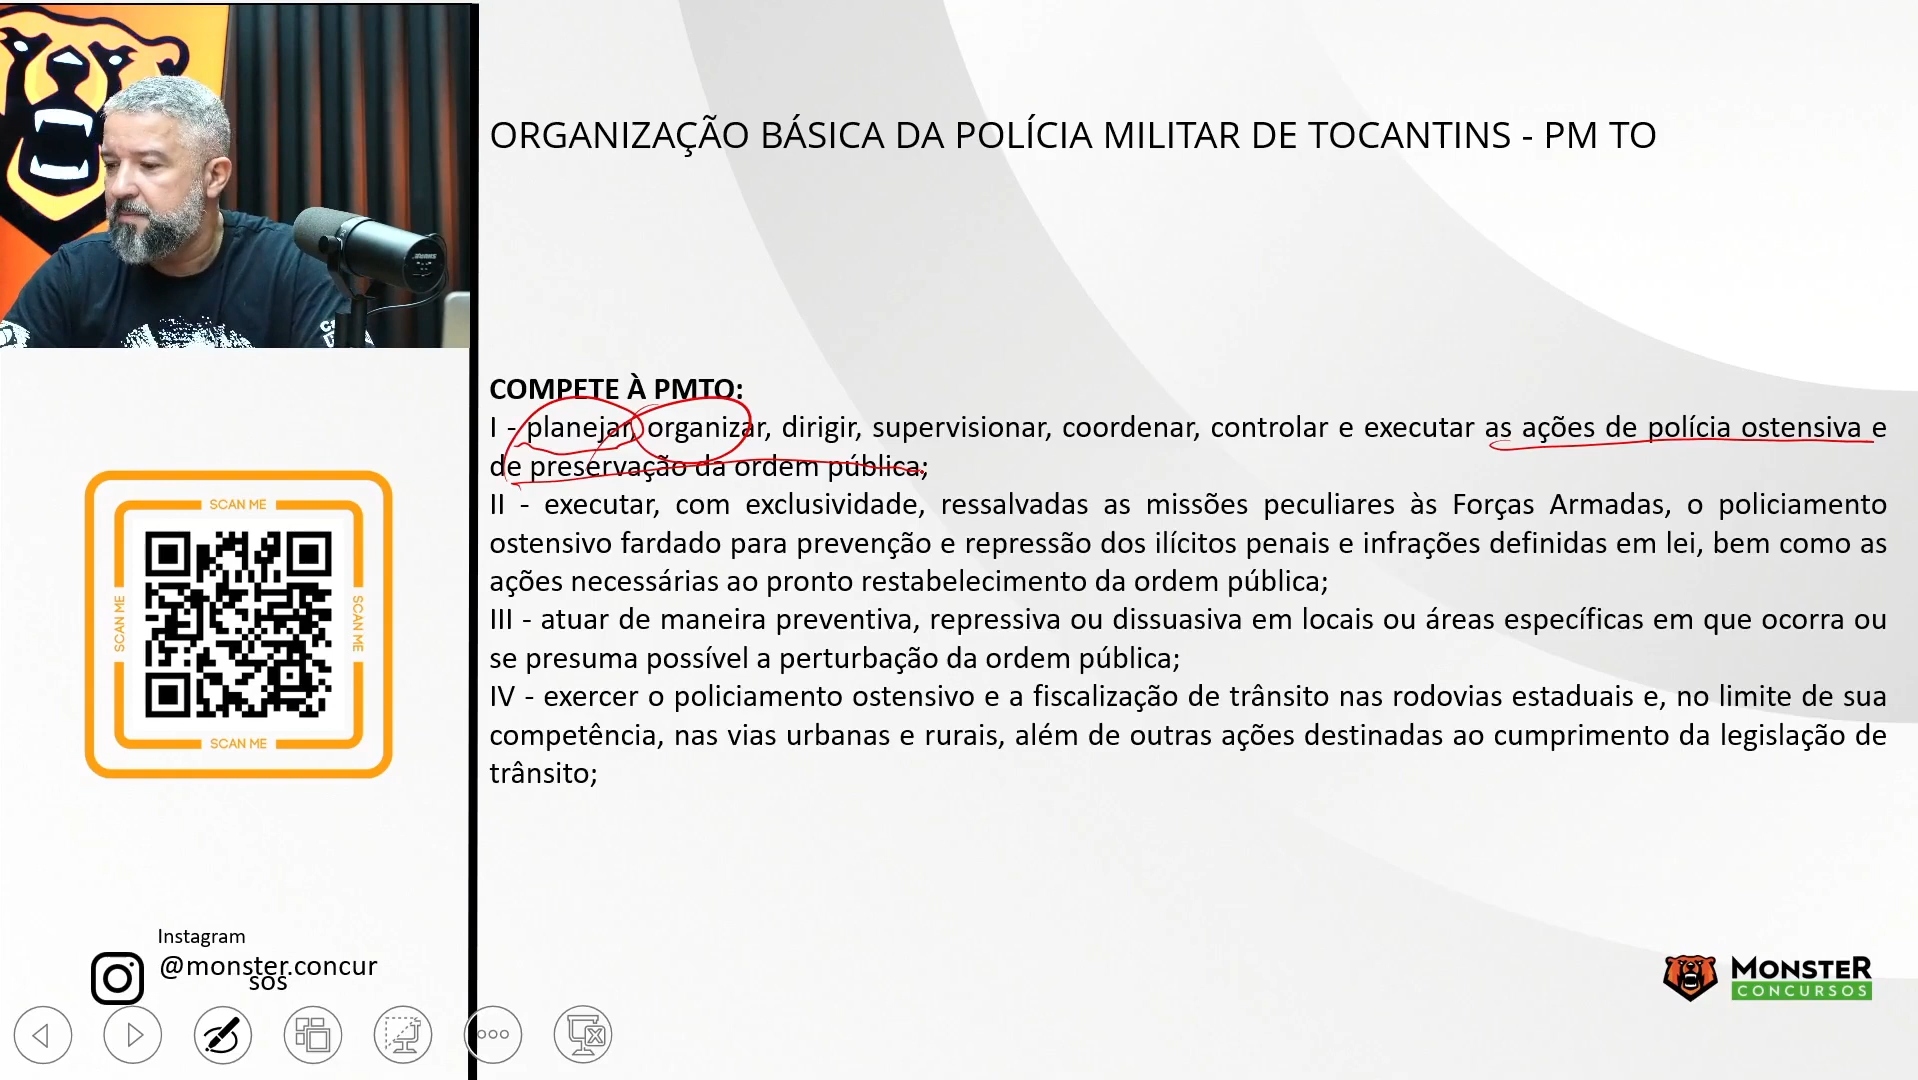 ORGANIZAÇÃO BÁSICA DA POLÍCIA MILITAR DE TOCANTINS - PM TO
COMPETE À PMTO:
I - planejar, organizar, dirigir, supervisionar, coordenar, controlar e executar as ações de polícia ostensiva e
de preservação da ordem pública;
II - executar, com exclusividade, ressalvadas as missões peculiares às Forças Armadas, o policiamento
ostensivo fardado para prevenção e repressão dos ilícitos penais e infrações definidas em lei, bem como as
ações necessárias ao pronto restabelecimento da ordem pública;
III - atuar de maneira preventiva, repressiva ou dissuasiva em locais ou áreas específicas em que ocorra ou
se presuma possível a perturbação da ordem pública;
IV - exercer o policiamento ostensivo e a fiscalização de trânsito nas rodovias estaduais e, no limite de sua
competência, nas vias urbanas e rurais, além de outras ações destinadas ao cumprimento da legislação de
trânsito;
SCAN ME
SCAN ME
SCAN ME
SCAN ME
Instagram
@monster.concur
sos
MONSTER
CONCURSOS